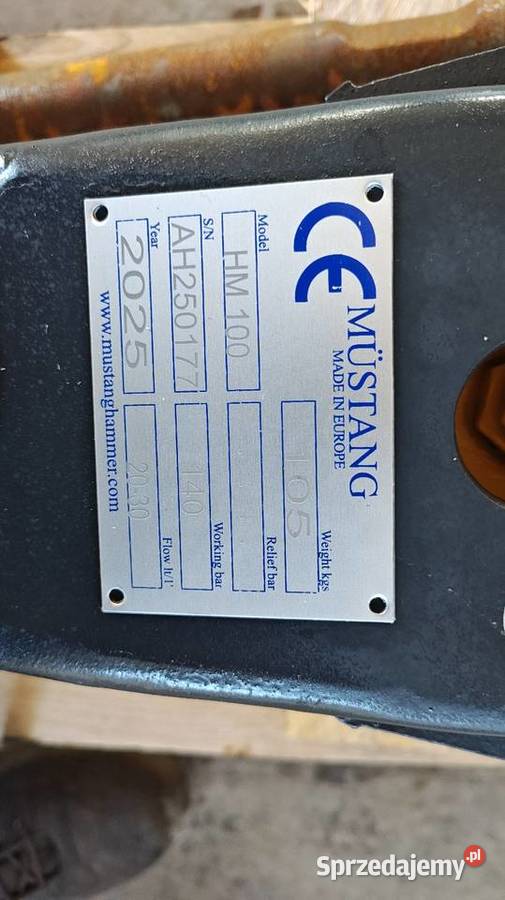 CE MÜSTANG
MADE IN EUROPE
Weight kgs
105
Model
HM 100
Relief bar
S/N
AH250177
Working bar
140
Year
2025
Flow lt/1'
20-30
www.mustanghammer.com
Sprzedajemy.pl